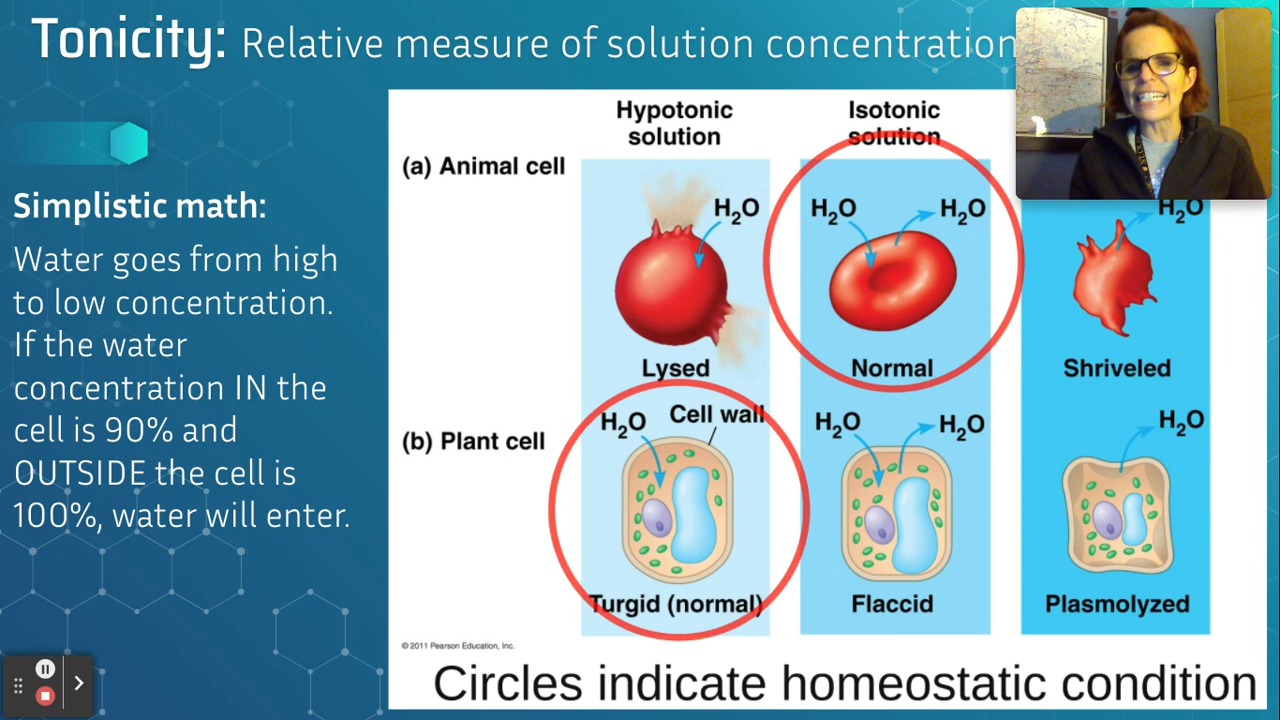 Tonicity: Relative measure of solution concentration
Simplistic math:
Water goes from high
to low concentration.
If the water
concentration IN the
cell is 90% and
OUTSIDE the cell is
100%, water will enter.
Hypotonic
solution
Isotonic
solution
(a) Animal cell
H₂O
H₂O
H₂O
H₂O
Lysed
Normal
Shriveled
(b) Plant cell
H₂O
Cell wall
H₂O
H₂O
H₂O
Turgid (normal)
Flaccid
Plasmolyzed
© 2011 Pearson Education, Inc.
Circles indicate homeostatic condition